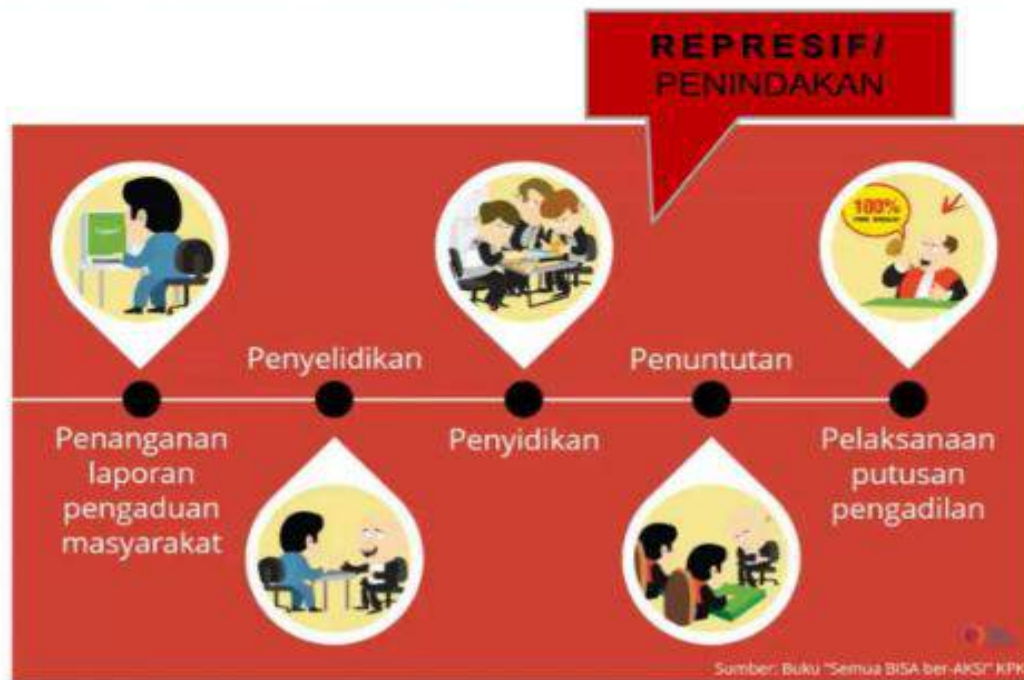 REPRESIF/
PENINDAKAN
100%
Penyelidikan
Penuntutan
Penanganan
laporan
pengaduan
masyarakat
Penyidikan
Pelaksanaan
putusan
pengadilan
Sumber: Buku "Semua BISA ber-AKSI" KPK